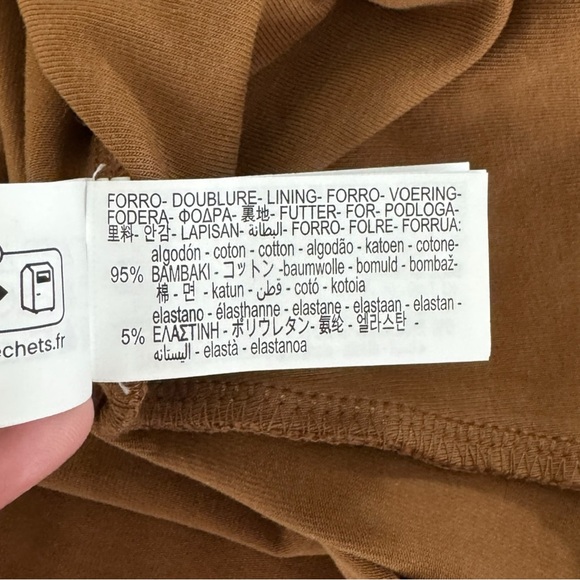 FORRO- DOUBLURE- LINING- FORRO- VOERING-
FODERA- ΦΟΔΡΑ- 裏地- FUTTER- FOR- PODLOGA-
里料- 안감- LAPISAN- البطانة- FORRO- FOLRE- FORRUA:
algodón - coton - cotton - algodão - katoen - cotone-
95% BAMBAKI - コットン -baumwolle - bomuld - bombaž-
棉 - 면 - katun - قطن - cotó - kotoia
elastano - élasthanne - elastane - elastaan - elastan -
5% ΕΛΑΣΤΙΝΗ - ポリウレタン- 氨纶 - 엘라스탄 -
اليستانه - elastà - elastanoa
echets.fr